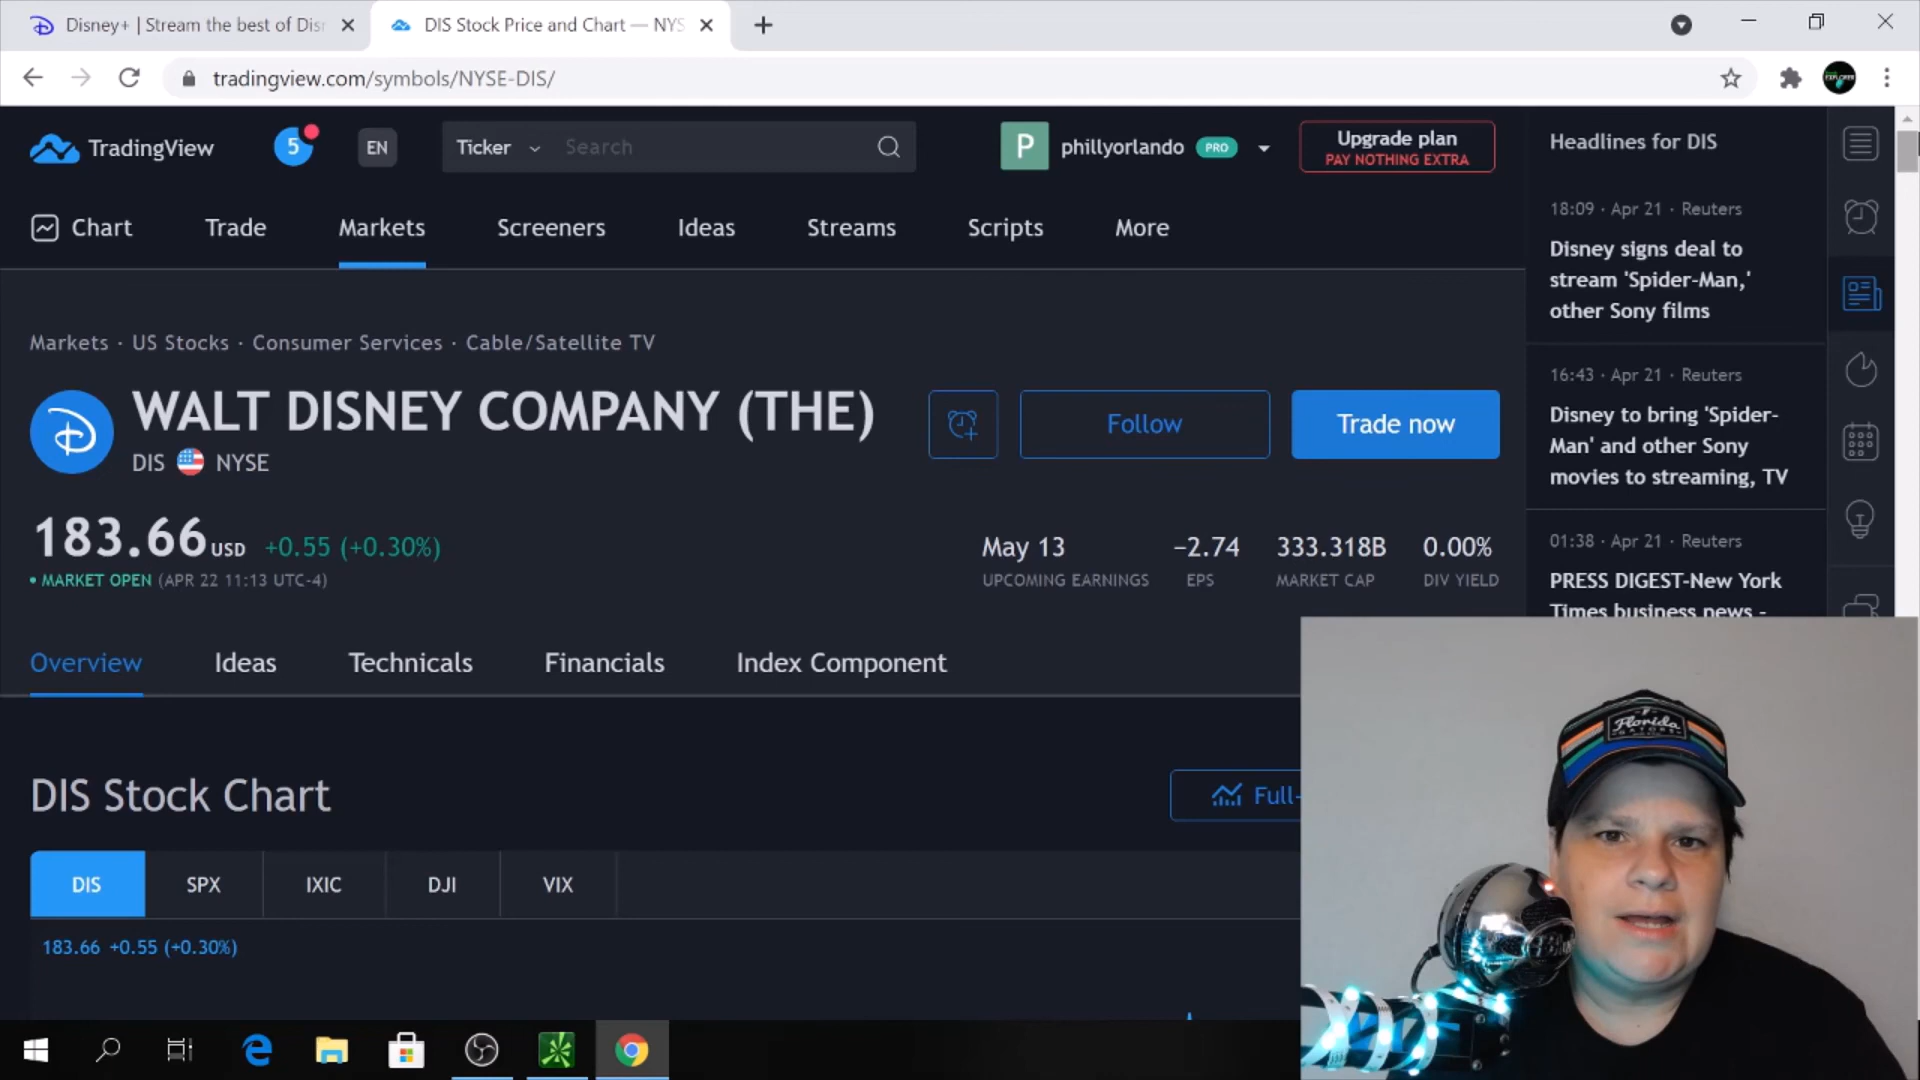 Disney+ | Stream the best of Disn
DIS Stock Price and Chart — NYS
tradingview.com/symbols/NYSE-DIS/
TradingView
5
EN
Ticker
Search
P
phillyorlando
PRO
Upgrade plan
PAY NOTHING EXTRA
Chart
Trade
Markets
Screeners
Ideas
Streams
Scripts
More
Markets · US Stocks · Consumer Services · Cable/Satellite TV
WALT DISNEY COMPANY (THE)
DIS
NYSE
Follow
Trade now
183.66 USD +0.55 (+0.30%)
• MARKET OPEN (APR 22 11:13 UTC-4)
May 13
UPCOMING EARNINGS
−2.74
EPS
333.318B
MARKET CAP
0.00%
DIV YIELD
Overview
Ideas
Technicals
Financials
Index Component
DIS Stock Chart
Full-
DIS
SPX
IXIC
DJI
VIX
183.66 +0.55 (+0.30%)
Headlines for DIS
18:09 · Apr 21 · Reuters
Disney signs deal to
stream 'Spider-Man,'
other Sony films
16:43 · Apr 21 · Reuters
Disney to bring 'Spider-
Man' and other Sony
movies to streaming, TV
01:38 · Apr 21 · Reuters
PRESS DIGEST-New York
Times business news -
Florida
GATORS